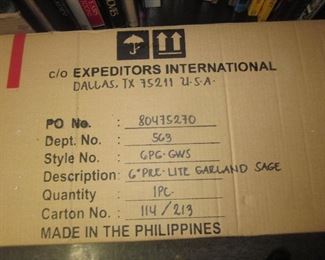 c/o EXPEDITORS INTERNATIONAL
DALLAS, TX 75211 U.S.A.
PO No. : 80475270
Dept. No. : 563
Style No. : GPG-GWS
Description: 6' PRE-LITE GARLAND SAGE
Quantity : 1PC.
Carton No. : 114/213
MADE IN THE PHILIPPINES